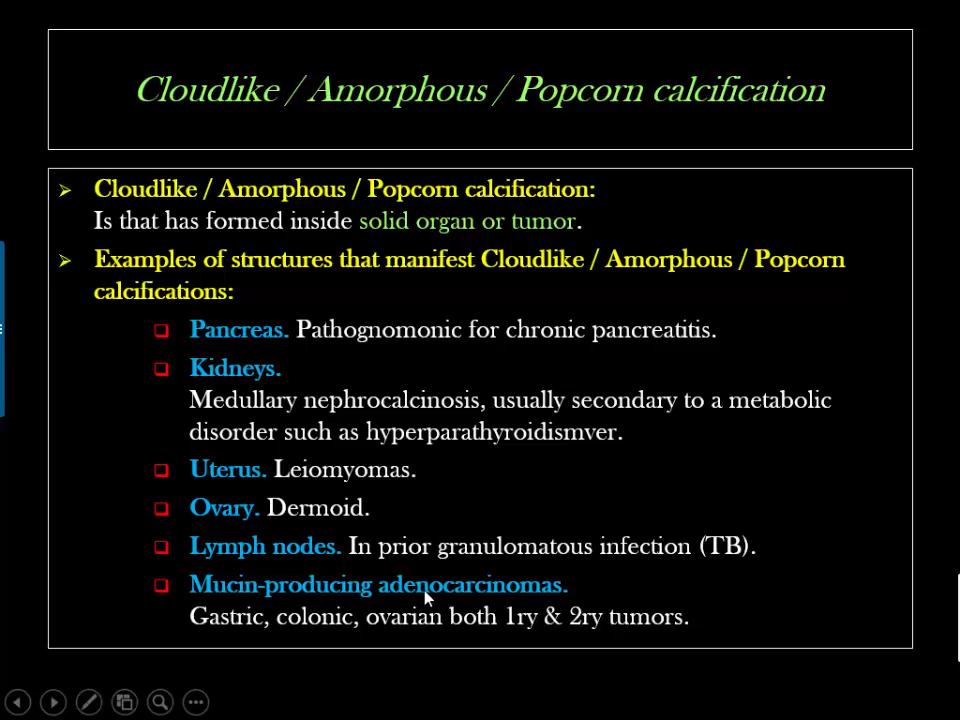 Cloudlike / Amorphous / Popcorn calcification
Cloudlike / Amorphous / Popcorn calcification:
Is that has formed inside solid organ or tumor.
Examples of structures that manifest Cloudlike / Amorphous / Popcorn
calcifications:
Pancreas. Pathognomonic for chronic pancreatitis.
Kidneys.
Medullary nephrocalcinosis, usually secondary to a metabolic
disorder such as hyperparathyroidismver.
Uterus. Leiomyomas.
Ovary. Dermoid.
Lymph nodes. In prior granulomatous infection (TB).
Mucin-producing adenocarcinomas.
Gastric, colonic, ovarian both 1ry & 2ry tumors.